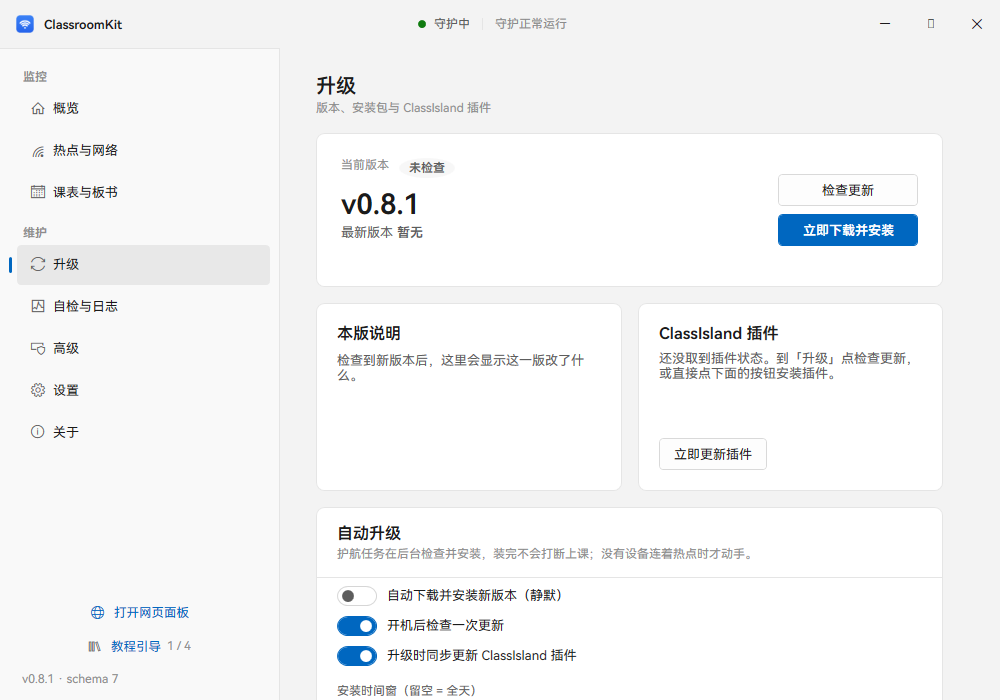 ClassroomKit
守护中
守护正常运行
监控
概览
热点与网络
课表与板书
维护
升级
自检与日志
高级
设置
关于
打开网页面板
教程引导 1 / 4
v0.8.1 · schema 7
升级
版本、安装包与 ClassIsland 插件
当前版本 未检查
v0.8.1
最新版本 暂无
检查更新
立即下载并安装
本版说明
检查到新版本后，这里会显示这一版改了什
么。
ClassIsland 插件
还没取到插件状态。到「升级」点检查更新，
或直接点下面的按钮安装插件。
立即更新插件
自动升级
护航任务在后台检查并安装，装完不会打断上课；没有设备连着热点时才动手。
自动下载并安装新版本（静默）
开机后检查一次更新
升级时同步更新 ClassIsland 插件
安装时间窗（留空 = 全天）